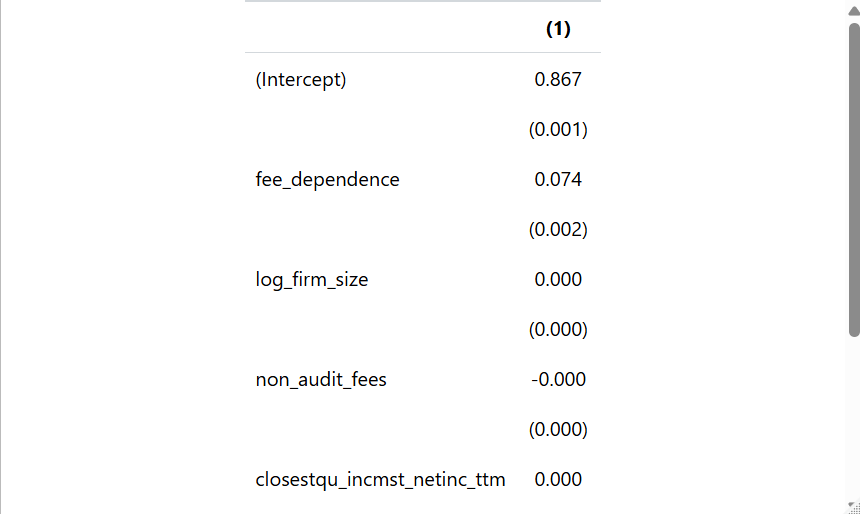 (1)
(Intercept) 0.867
(0.001)
fee_dependence 0.074
(0.002)
log_firm_size 0.000
(0.000)
non_audit_fees -0.000
(0.000)
closestqu_incmst_netinc_ttm 0.000